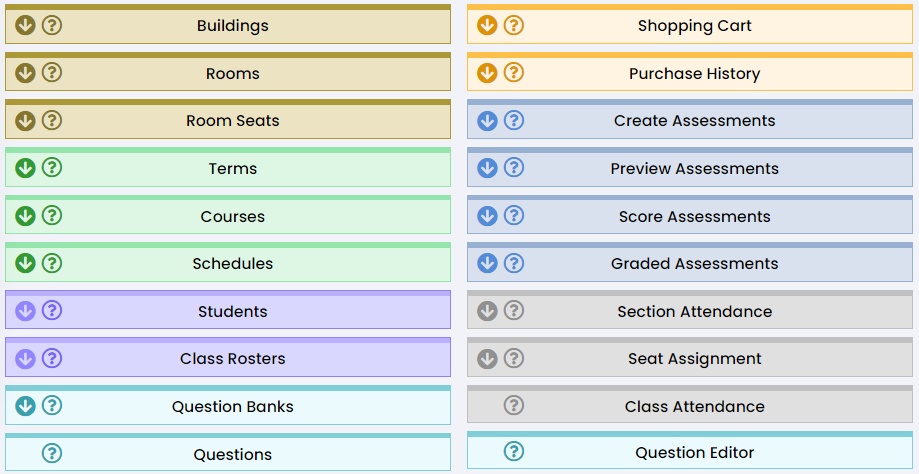 Buildings
Rooms
Room Seats
Terms
Courses
Schedules
Students
Class Rosters
Question Banks
Questions
Shopping Cart
Purchase History
Create Assessments
Preview Assessments
Score Assessments
Graded Assessments
Section Attendance
Seat Assignment
Class Attendance
Question Editor